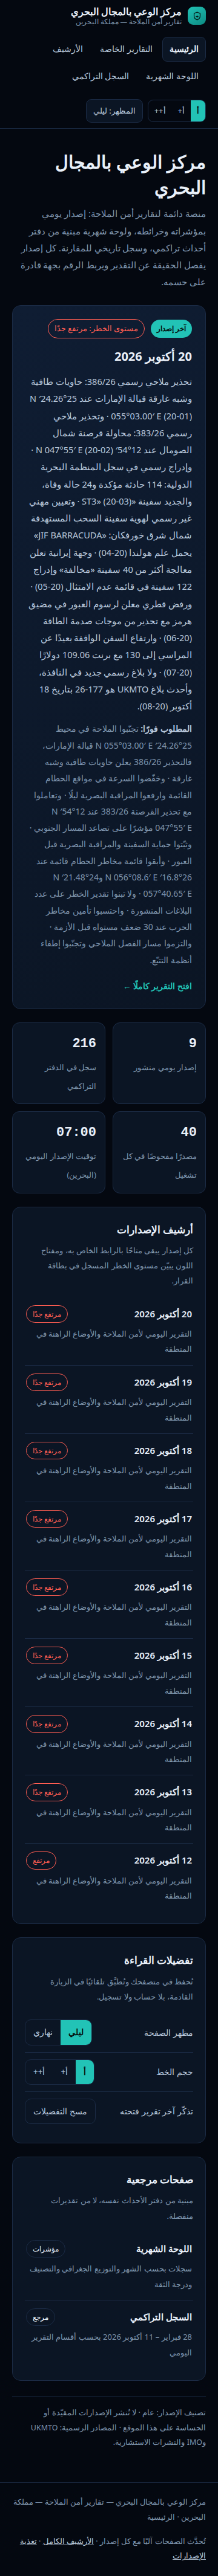 مركز الوعي بالمجال البحري
تقارير أمن الملاحة — مملكة البحرين
الرئيسية
التقارير الخاصة
الأرشيف
اللوحة الشهرية
السجل التراكمي
أ
أ+
أ++
المظهر: ليلي
مركز الوعي بالمجال
البحري
منصة دائمة لتقارير أمن الملاحة: إصدار يومي
بمؤشراته وخرائطه، ولوحة شهرية مبنية من دفتر
أحداث تراكمي، وسجل تاريخي للمقارنة. كل إصدار
يفصل الحقيقة عن التقدير ويربط الرقم بجهة قادرة
على حسمه.
آخر إصدار
مستوى الخطر: مرتفع جدًا
20 أكتوبر 2026
تحذير ملاحي رسمي 386/26: حاويات طافية
وشبه غارقة قبالة الإمارات عند 24.26′25° N
055°03.00′ E (20-01) · وتحذير ملاحي
رسمي 383/26: محاولة قرصنة شمال
الصومال عند 12°54′ N 047°55′ E (20-02) ·
وإدراج رسمي في سجل المنظمة البحرية
الدولية: 114 حادثة مؤكدة و24 حالة وفاة،
والجديد سفينة «ST3» (20-03) · وتعيين مهني
غير رسمي لهوية سفينة السحب المستهدفة
شمال شرق خورفكان: «JIF BARRACUDA»
يحمل علم هولندا (20-04) · وجهة إيرانية تعلن
معالجة أكثر من 40 سفينة «مخالفة» وإدراج
122 سفينة في قائمة عدم الامتثال (20-05) ·
ورفض قطري معلن لرسوم العبور في مضيق
هرمز مع تحذير من موجات صدمة الطاقة
(20-06) · وارتفاع السفن الواقفة بعيدًا عن
المراسي إلى 130 مع برنت 109.06 دولارًا
(20-07) · ولا بلاغ رسمي جديد في النافذة،
وأحدث بلاغ UKMTO هو 177-26 بتاريخ 18
أكتوبر (20-08).
المطلوب فورًا: تجنّبوا الملاحة في محيط
24.26′25° N 055°03.00′ E قبالة الإمارات،
فالتحذير 386/26 يعلن حاويات طافية وشبه
غارقة · وخفّضوا السرعة في مواقع الحطام
القائمة وارفعوا المراقبة البصرية ليلًا · وتعاملوا
مع تحذير القرصنة 383/26 عند 12°54′ N
047°55′ E مؤشرًا على تصاعد المسار الجنوبي ·
وثبّتوا حماية السفينة والمراقبة البصرية قبل
العبور · وأبقوا قائمة مخاطر الحطام قائمة عند
26°16.8′ N 056°08.6′ E و24°21.48′ N
057°40.65′ E · ولا تبنوا تقدير الخطر على عدد
البلاغات المنشورة · واحتسبوا تأمين مخاطر
الحرب عند 30 ضعف مستواه قبل الأزمة ·
والتزموا مسار الفصل الملاحي وتجنّبوا إطفاء
أنظمة التتبّع.
افتح التقرير كاملًا ←
9
إصدار يومي منشور
216
سجل في الدفتر
التراكمي
40
مصدرًا مفحوصًا في كل
تشغيل
07:00
توقيت الإصدار اليومي
(البحرين)
أرشيف الإصدارات
كل إصدار يبقى متاحًا بالرابط الخاص به، ومفتاح
اللون يبيّن مستوى الخطر المسجل في بطاقة
القرار.
20 أكتوبر 2026
مرتفع جدًا
التقرير اليومي لأمن الملاحة والأوضاع الراهنة في
المنطقة
19 أكتوبر 2026
مرتفع جدًا
التقرير اليومي لأمن الملاحة والأوضاع الراهنة في
المنطقة
18 أكتوبر 2026
مرتفع جدًا
التقرير اليومي لأمن الملاحة والأوضاع الراهنة في
المنطقة
17 أكتوبر 2026
مرتفع جدًا
التقرير اليومي لأمن الملاحة والأوضاع الراهنة في
المنطقة
16 أكتوبر 2026
مرتفع جدًا
التقرير اليومي لأمن الملاحة والأوضاع الراهنة في
المنطقة
15 أكتوبر 2026
مرتفع جدًا
التقرير اليومي لأمن الملاحة والأوضاع الراهنة في
المنطقة
14 أكتوبر 2026
مرتفع جدًا
التقرير اليومي لأمن الملاحة والأوضاع الراهنة في
المنطقة
13 أكتوبر 2026
مرتفع جدًا
التقرير اليومي لأمن الملاحة والأوضاع الراهنة في
المنطقة
12 أكتوبر 2026
مرتفع
التقرير اليومي لأمن الملاحة والأوضاع الراهنة في
المنطقة
تفضيلات القراءة
تُحفظ في متصفحك وتُطبَّق تلقائيًا في الزيارة
القادمة، بلا حساب ولا تسجيل.
مظهر الصفحة
ليلي
نهاري
حجم الخط
أ
أ+
أ++
تذكّر آخر تقرير فتحته
مسح التفضيلات
صفحات مرجعية
مبنية من دفتر الأحداث نفسه، لا من تقديرات
منفصلة.
اللوحة الشهرية
مؤشرات
سجلات بحسب الشهر والتوزيع الجغرافي والتصنيف
ودرجة الثقة
السجل التراكمي
مرجع
28 فبراير – 11 أكتوبر 2026 بحسب أقسام التقرير
اليومي
تصنيف الإصدار: عام · لا تُنشر الإصدارات المقيّدة أو
الحساسة على هذا الموقع · المصادر الرسمية: UKMTO
وIMO والنشرات الاستشارية.
مركز الوعي بالمجال البحري — تقارير أمن الملاحة — مملكة
البحرين · الرئيسية
تُحدَّث الصفحات آليًا مع كل إصدار · الأرشيف الكامل · تغذية
الإصدارات